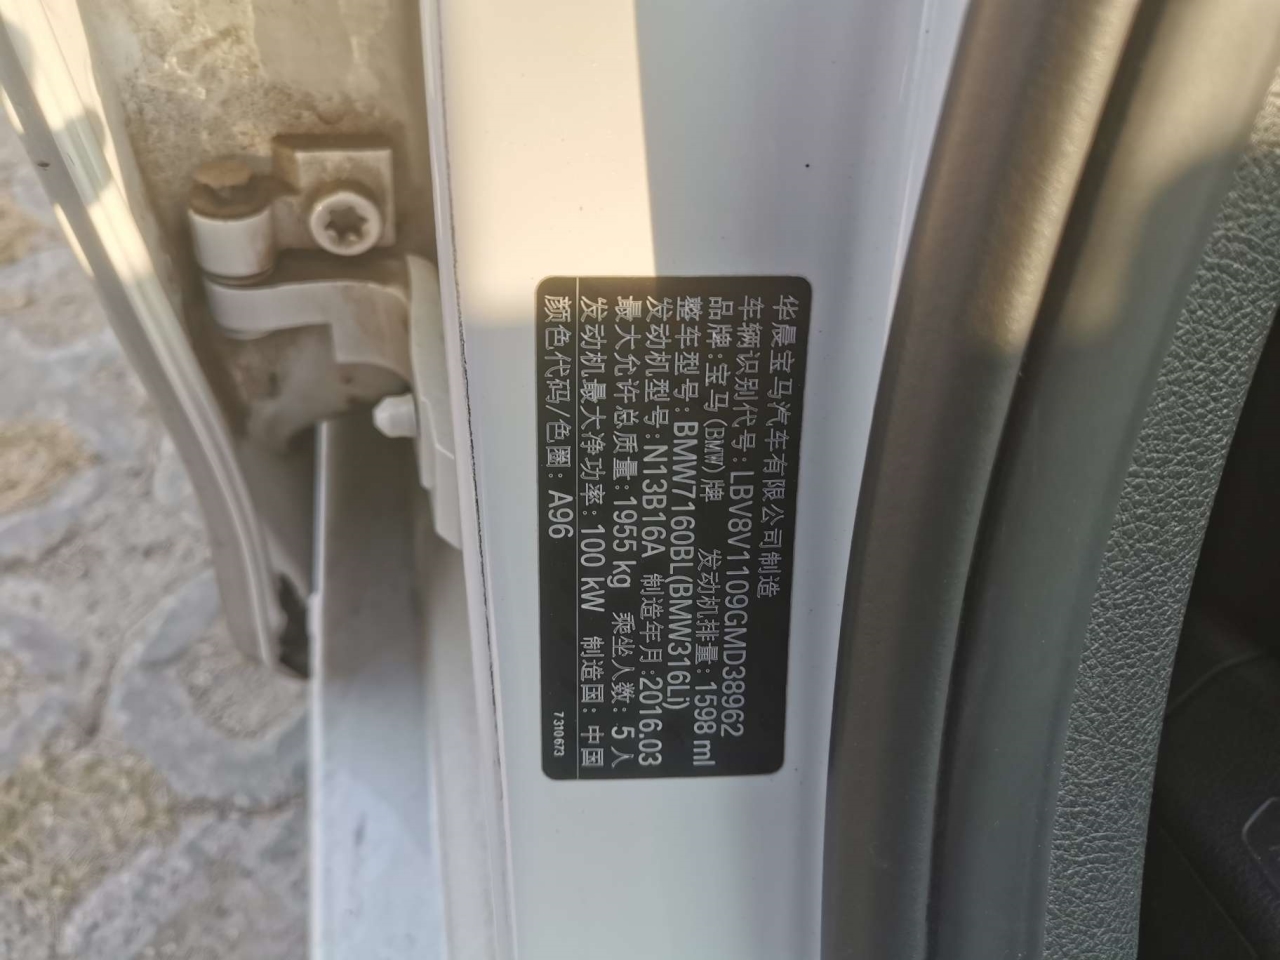 华晨宝马汽车有限公司制造
车辆识别代号:LBV8V1109GMD38962
品牌:宝马(BMW)牌 发动机排量:1598 ml
整车型号:BMW7160BL(BMW316Li)
发动机型号:N13B16A 制造年月:2016.03
最大允许总质量:1955 kg 乘坐人数:5 人
发动机最大净功率:100 kW 制造国:中国
颜色代码/色圈:A96
7310673